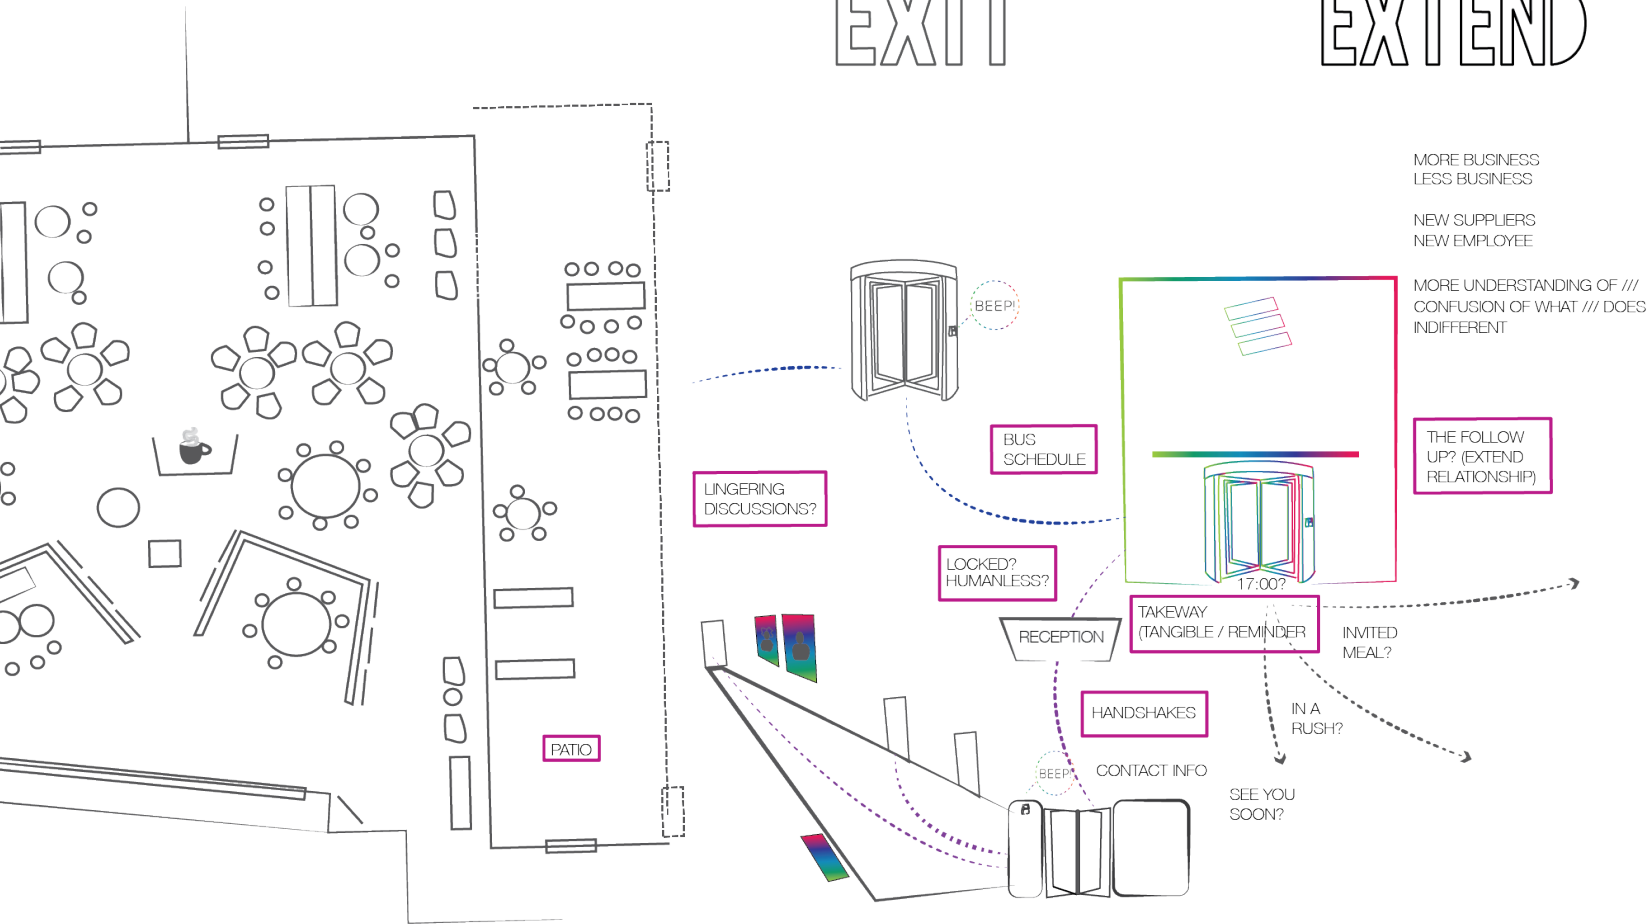 EXIT
EXTEND
MORE BUSINESS
LESS BUSINESS
NEW SUPPLIERS
NEW EMPLOYEE
MORE UNDERSTANDING OF ///
CONFUSION OF WHAT /// DOES
INDIFFERENT
BEEP!
BUS
SCHEDULE
THE FOLLOW
UP? (EXTEND
RELATIONSHIP)
LINGERING
DISCUSSIONS?
LOCKED?
HUMANLESS?
17:00?
TAKEWAY
(TANGIBLE / REMINDER
RECEPTION
INVITED
MEAL?
HANDSHAKES
IN A
RUSH?
PATIO
BEEP!
CONTACT INFO
SEE YOU
SOON?